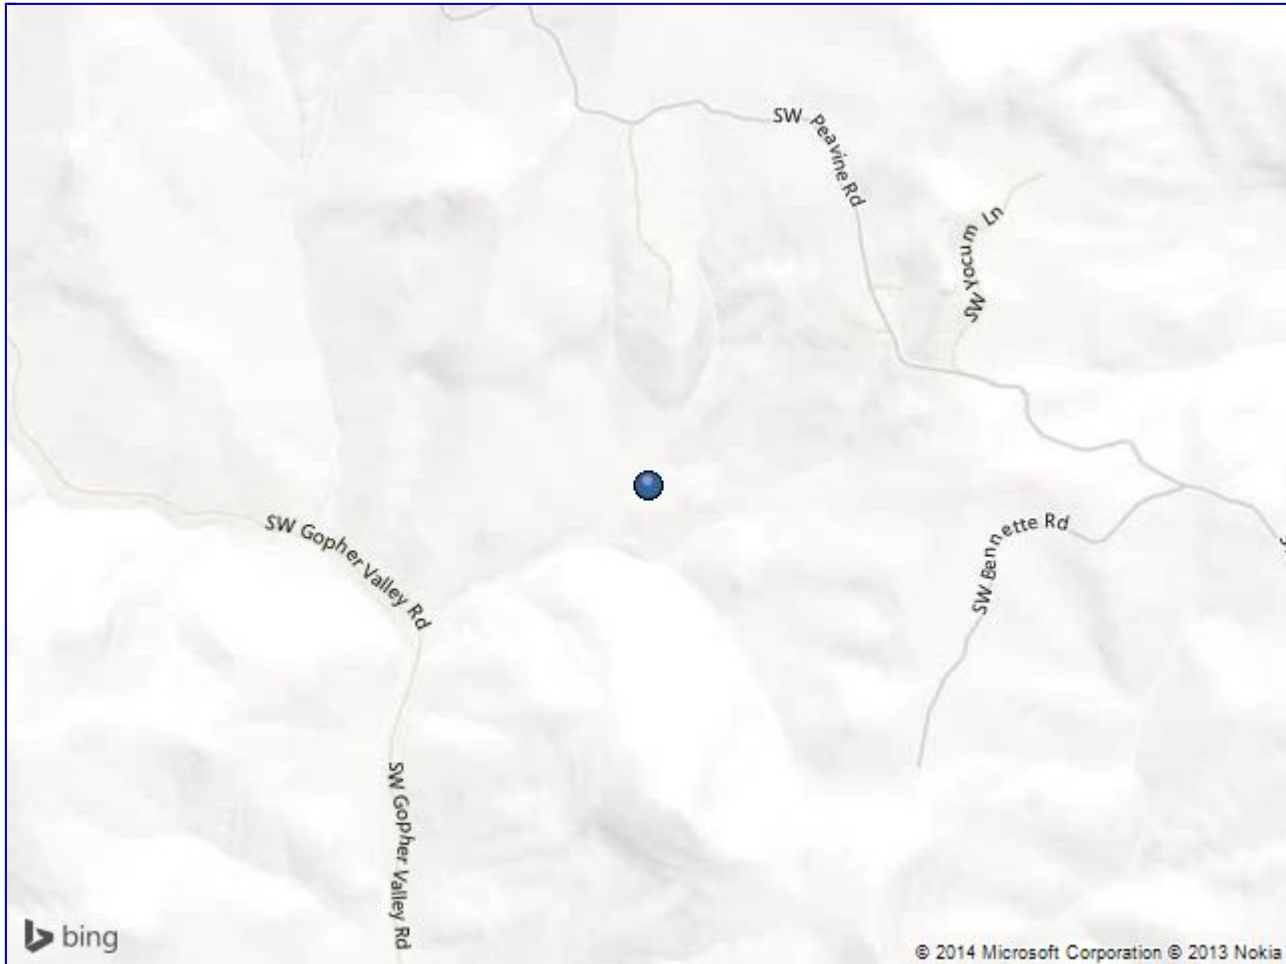 SW Peavine Rd
SW Yocum Ln
SW Gopher Valley Rd
SW Bennette Rd
SW Gopher Valley Rd
bing
© 2014 Microsoft Corporation © 2013 Nokia